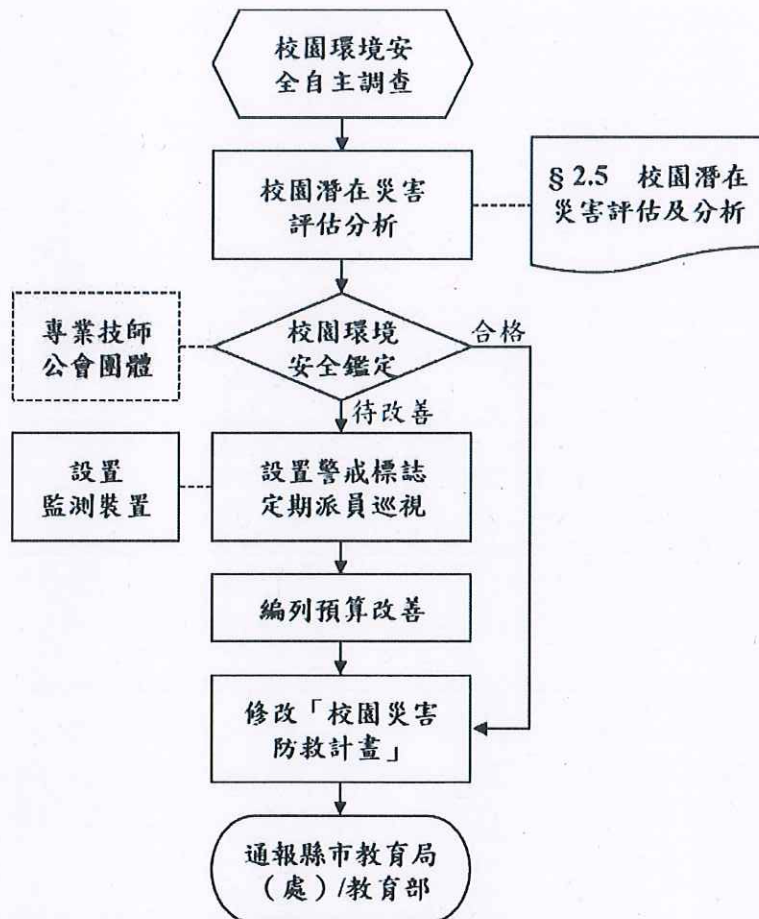 校園環境安
全自主調查
校園潛在災害
評估分析
§ 2.5 校園潛在
災害評估及分析
專業技師
公會團體
校園環境
安全鑑定
合格
待改善
設置
監測裝置
設置警戒標誌
定期派員巡視
編列預算改善
修改「校園災害
防救計畫」
通報縣市教育局
（處）/教育部